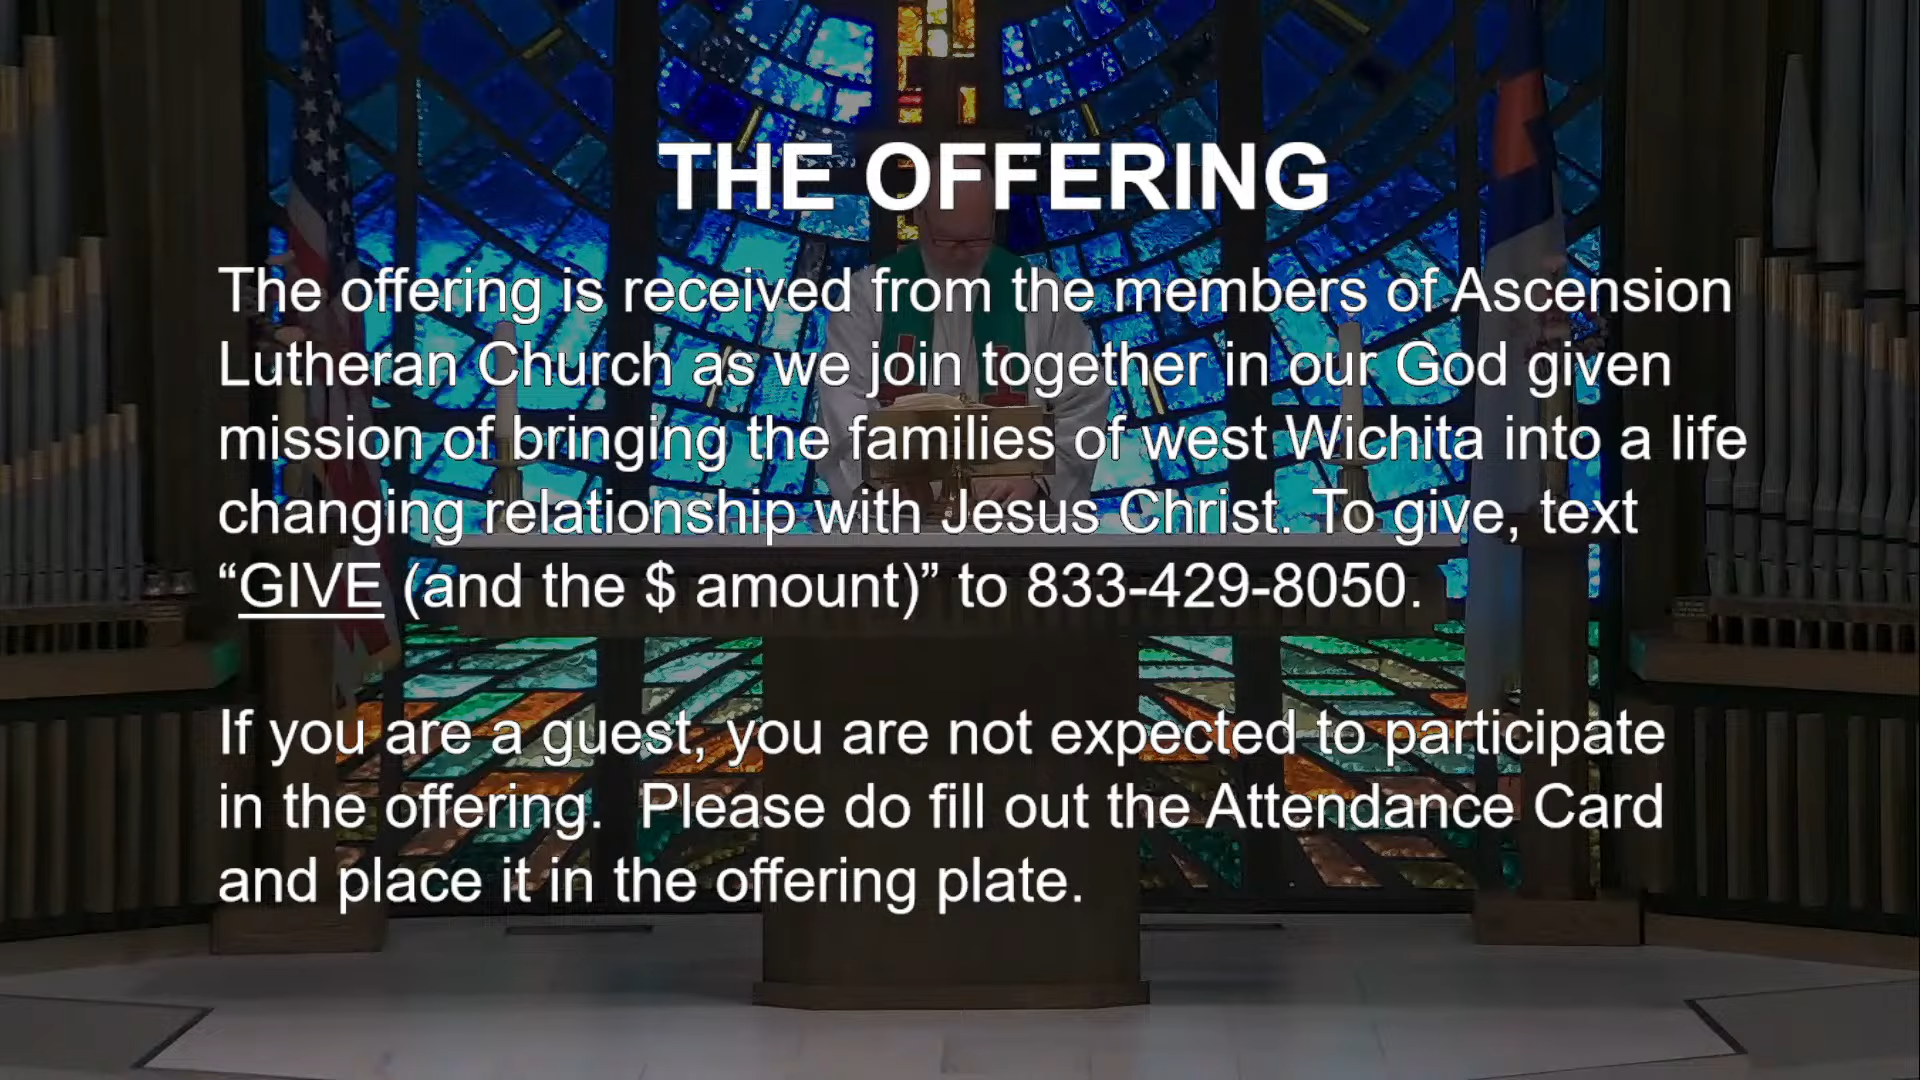 THE OFFERING
The offering is received from the members of Ascension
Lutheran Church as we join together in our God given
mission of bringing the families of west Wichita into a life
changing relationship with Jesus Christ. To give, text
“GIVE (and the $ amount)” to 833-429-8050.
If you are a guest, you are not expected to participate
in the offering.  Please do fill out the Attendance Card
and place it in the offering plate.